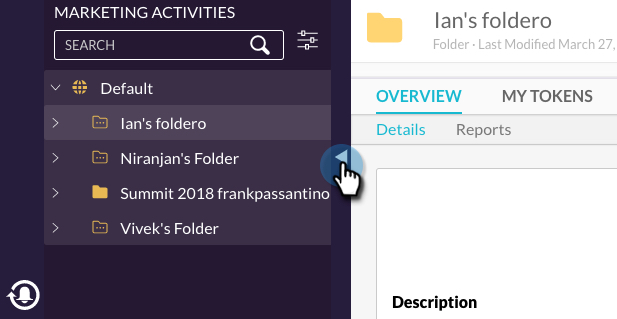 MARKETING ACTIVITIES
SEARCH
Default
Ian's foldero
Niranjan's Folder
Summit 2018 frankpassantino
Vivek's Folder
Ian's foldero
Folder · Last Modified March 27,
OVERVIEW MY TOKENS
Details Reports
Description